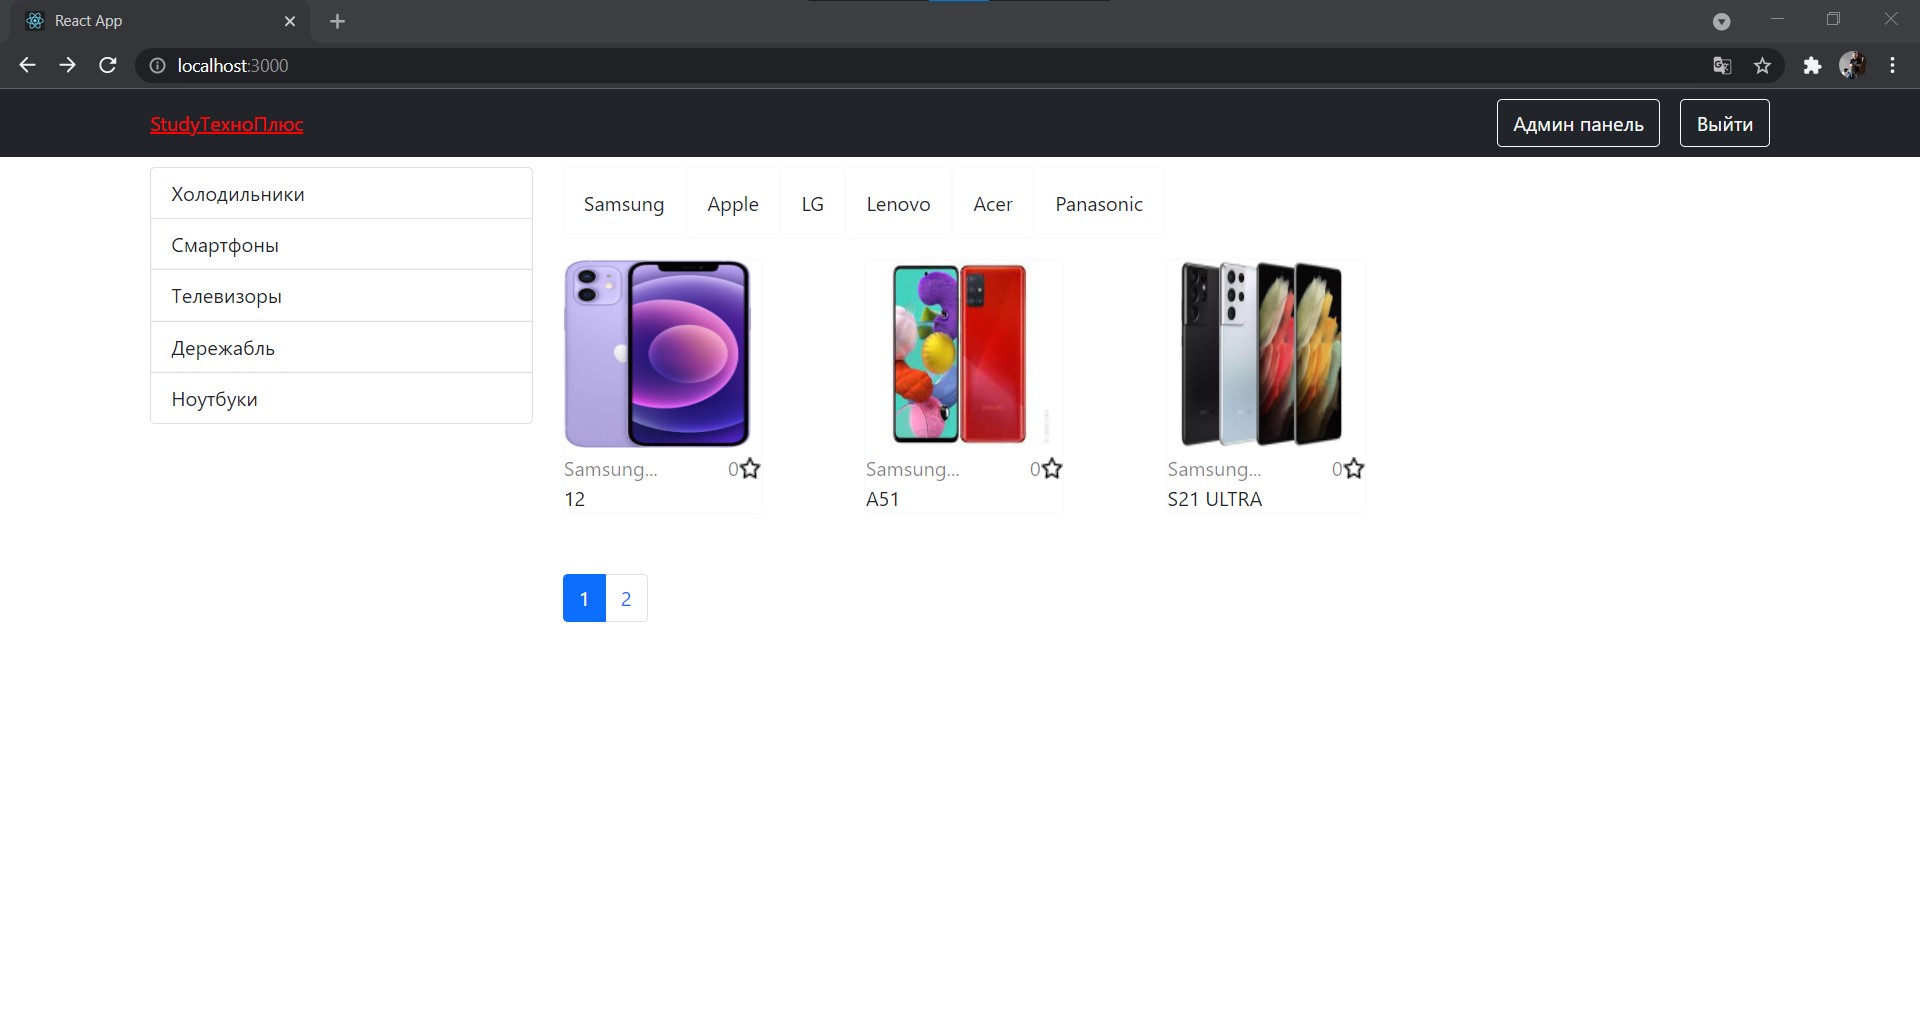 React App
localhost:3000
StudyТехноПлюс
Админ панель
Выйти
Холодильники
Смартфоны
Телевизоры
Дережабль
Ноутбуки
Samsung
Apple
LG
Lenovo
Acer
Panasonic
Samsung...
0
12
Samsung...
0
A51
Samsung...
0
S21 ULTRA
1
2